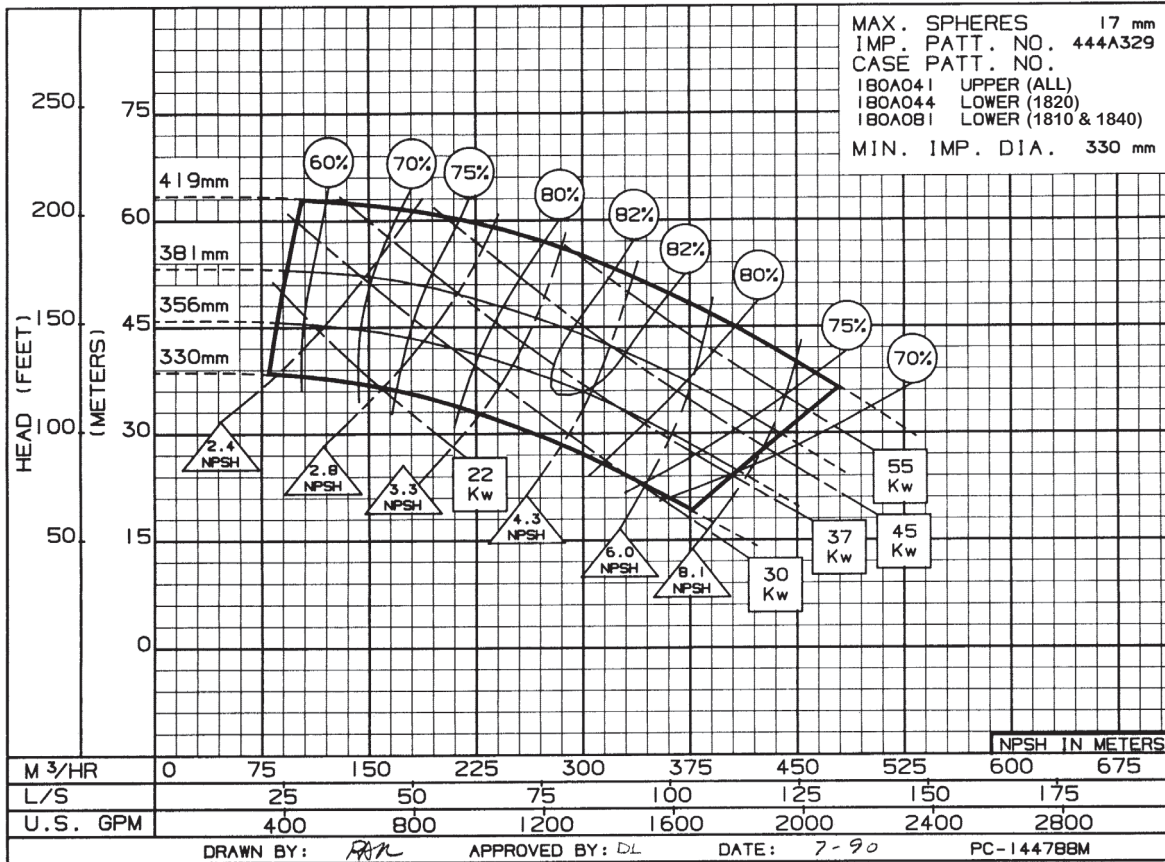 MAX. SPHERES 17 mm
IMP. PATT. NO. 444A329
CASE PATT. NO.
180A041 UPPER (ALL)
180A044 LOWER (1820)
180A081 LOWER (1810 & 1840)
MIN. IMP. DIA. 330 mm
HEAD (FEET)
(METERS)
250
200
150
100
50
75
60
45
30
15
0
419mm
381mm
356mm
330mm
60%
70%
75%
80%
82%
82%
80%
75%
70%
2.4 
NPSH
2.8
NPSH
3.3
NPSH
4.3
NPSH
6.0
NPSH
8.1
NPSH
22
Kw
30
Kw
37
Kw
45
Kw
55
Kw
NPSH IN METERS
M³/HR 0 75 150 225 300 375 450 525 600 675
L/S 25 50 75 100 125 150 175
U.S. GPM 400 800 1200 1600 2000 2400 2800
DRAWN BY: APPROVED BY: DL DATE: 7-90 PC-144788M